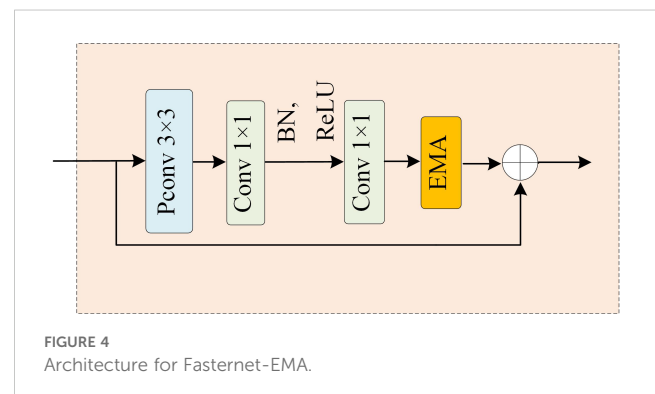 Pconv 3×3
Conv 1×1
BN,
ReLU
Conv 1×1
EMA
FIGURE 4
Architecture for Fasternet-EMA.